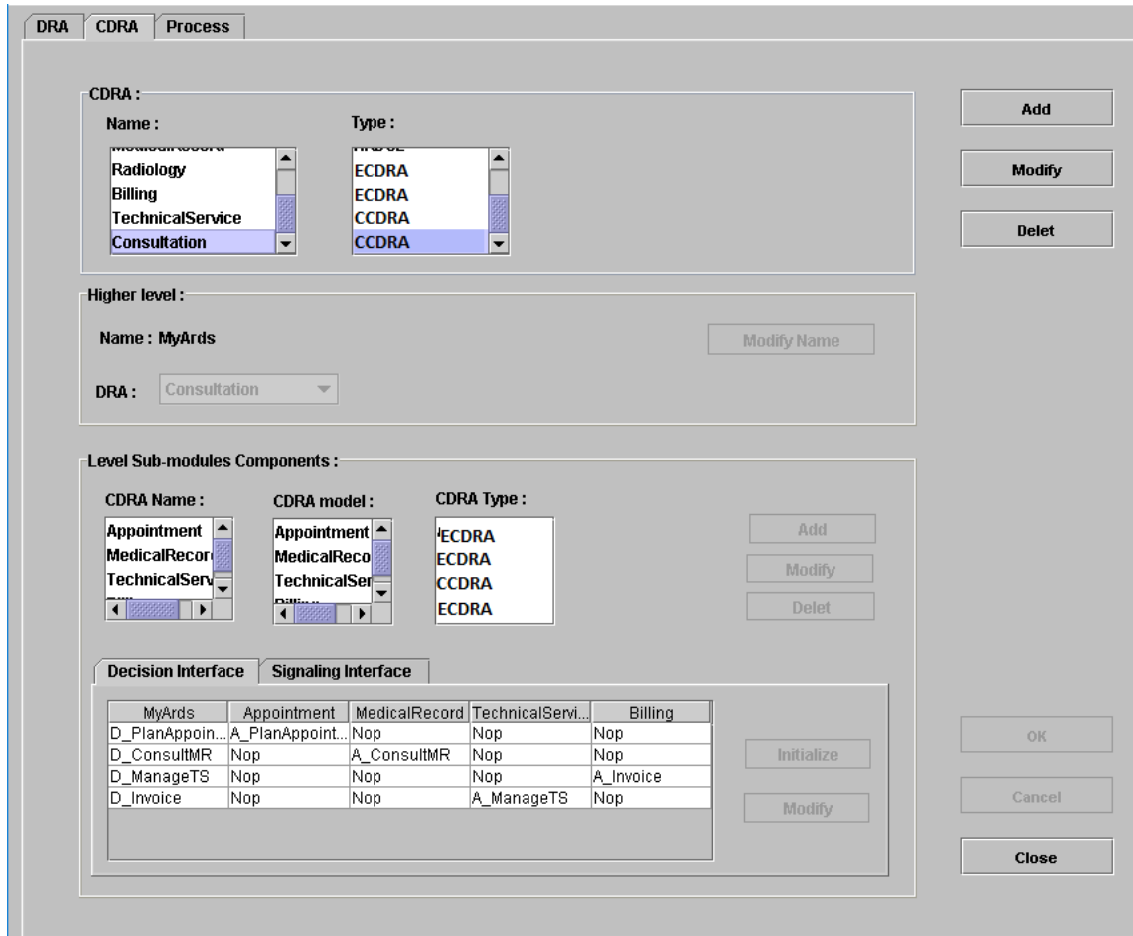 DRA CDRA Process
CDRA :
Name : Type :
MedicalRecord
Radiology ECDRA
Billing ECDRA
TechnicalService CCDRA
Consultation CCDRA
Add
Modify
Delet
Higher level :
Name : MyArds
Modify Name
DRA : Consultation
Level Sub-modules Components :
CDRA Name : CDRA model : CDRA Type :
Appointment Appointment ECDRA
MedicalRecor MedicalReco ECDRA
TechnicalServ TechnicalSer CCDRA
Billing ECDRA
Add
Modify
Delet
Decision Interface Signaling Interface
MyArds Appointment MedicalRecord TechnicalServi... Billing
D_PlanAppoin... A_PlanAppoint... Nop Nop Nop
D_ConsultMR Nop A_ConsultMR Nop Nop
D_ManageTS Nop Nop Nop A_Invoice
D_Invoice Nop Nop A_ManageTS Nop
Initialize
Modify
OK
Cancel
Close